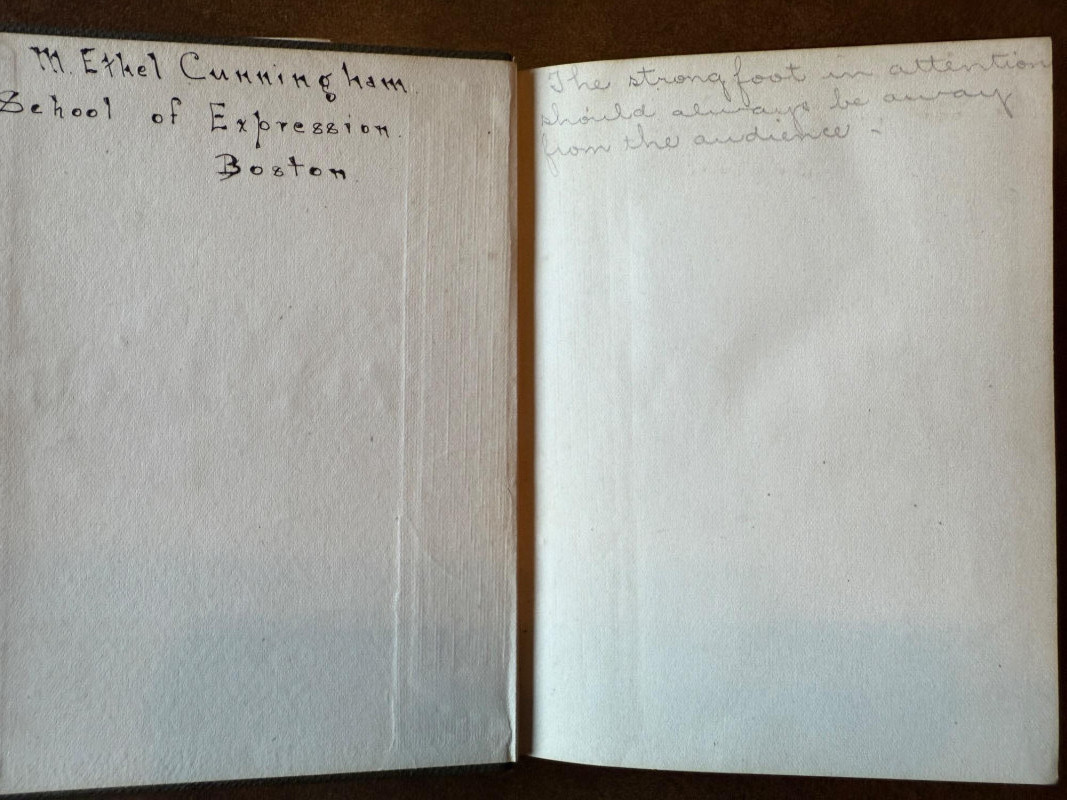 M. Ethel Cunningham.
School of Expression.
Boston.
The strong foot in attention
should always be away
from the audience -